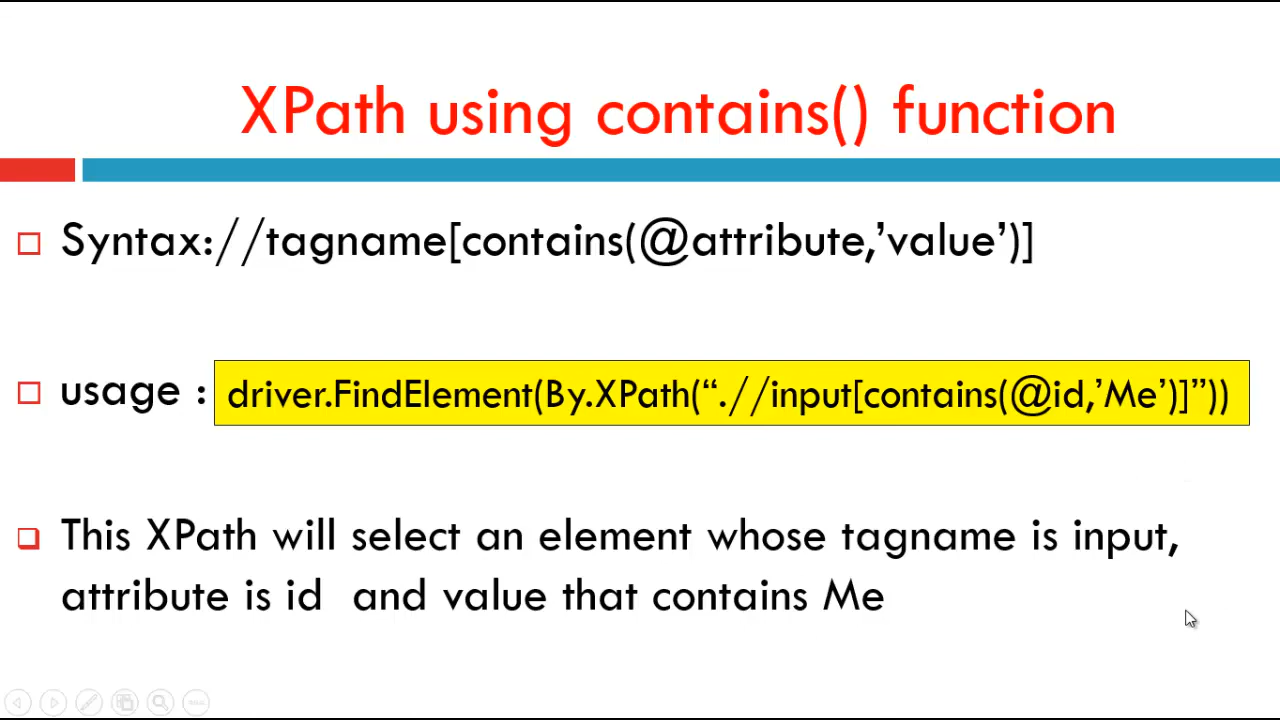 XPath using contains() function
Syntax://tagname[contains(@attribute,’value’)]
usage : driver.FindElement(By.XPath(“.//input[contains(@id,’Me’)]”))
This XPath will select an element whose tagname is input,
attribute is id and value that contains Me